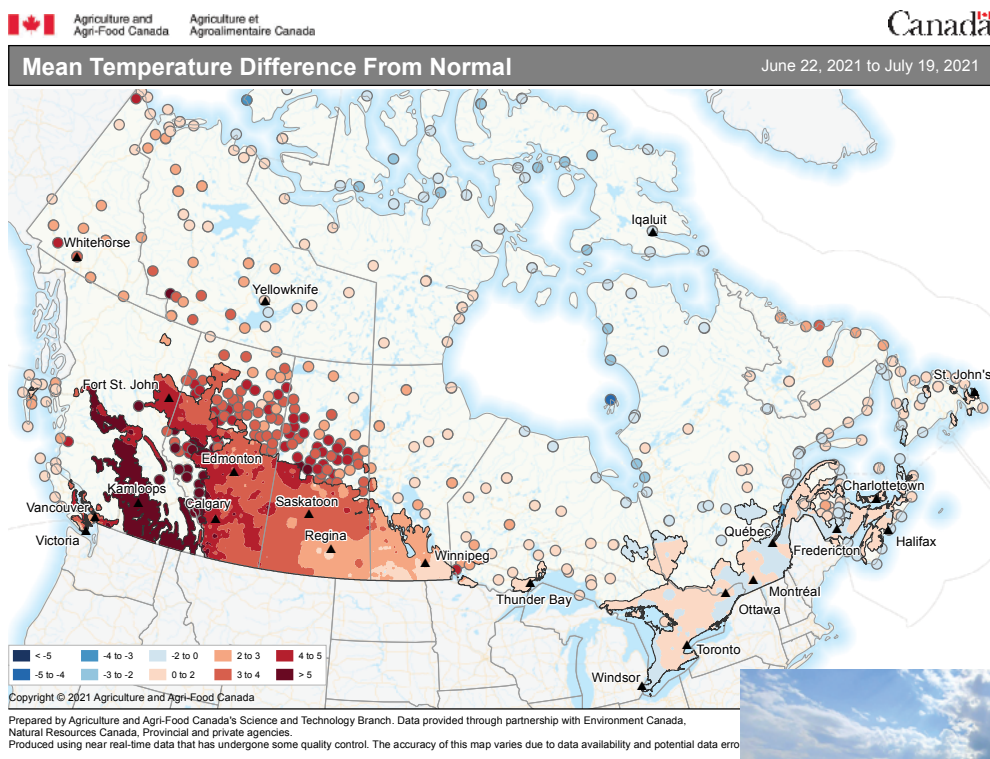 Agriculture and Agriculture et
Agri-Food Canada Agroalimentaire Canada
Canada
Mean Temperature Difference From Normal
June 22, 2021 to July 19, 2021
Iqaluit
Whitehorse
Yellowknife
St. John's
Fort St. John
Edmonton
Charlottetown
Kamloops
Calgary
Saskatoon
Vancouver
Québec
Regina
Victoria
Halifax
Fredericton
Winnipeg
Montréal
Thunder Bay
Ottawa
Toronto
Windsor
< -5 -4 to -3 -2 to 0 2 to 3 4 to 5
-5 to -4 -3 to -2 0 to 2 3 to 4 > 5
Copyright © 2021 Agriculture and Agri-Food Canada
Prepared by Agriculture and Agri-Food Canada's Science and Technology Branch. Data provided through partnership with Environment Canada,
Natural Resources Canada, Provincial and private agencies.
Produced using near real-time data that has undergone some quality control. The accuracy of this map varies due to data availability and potential data erro